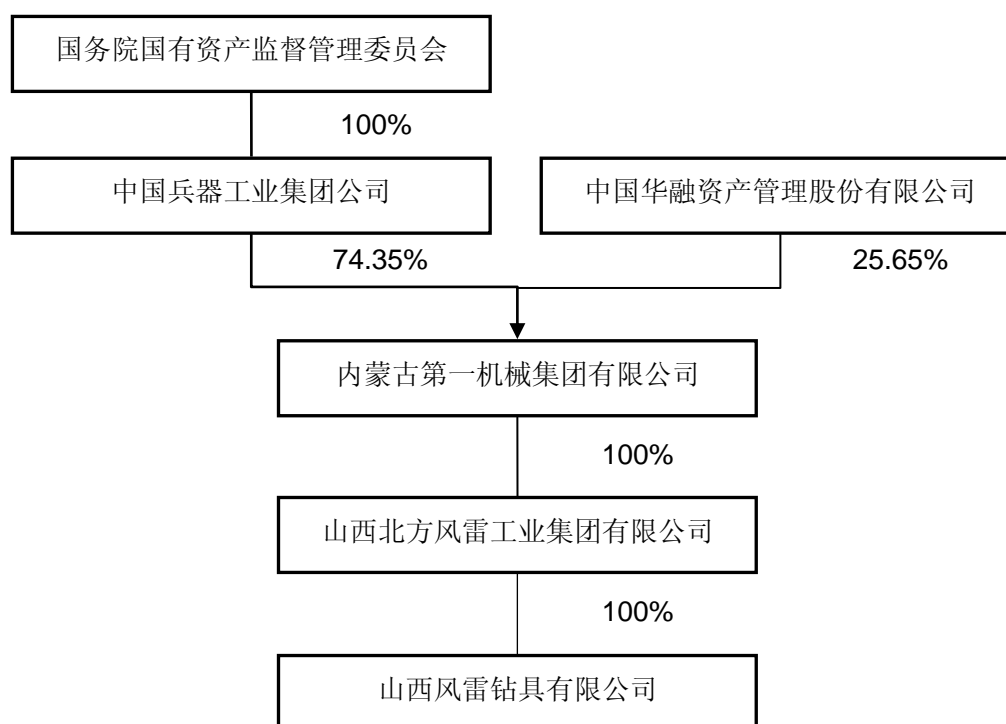 国务院国有资产监督管理委员会
100%
中国兵器工业集团公司
中国华融资产管理股份有限公司
74.35%
25.65%
内蒙古第一机械集团有限公司
100%
山西北方风雷工业集团有限公司
100%
山西风雷钻具有限公司